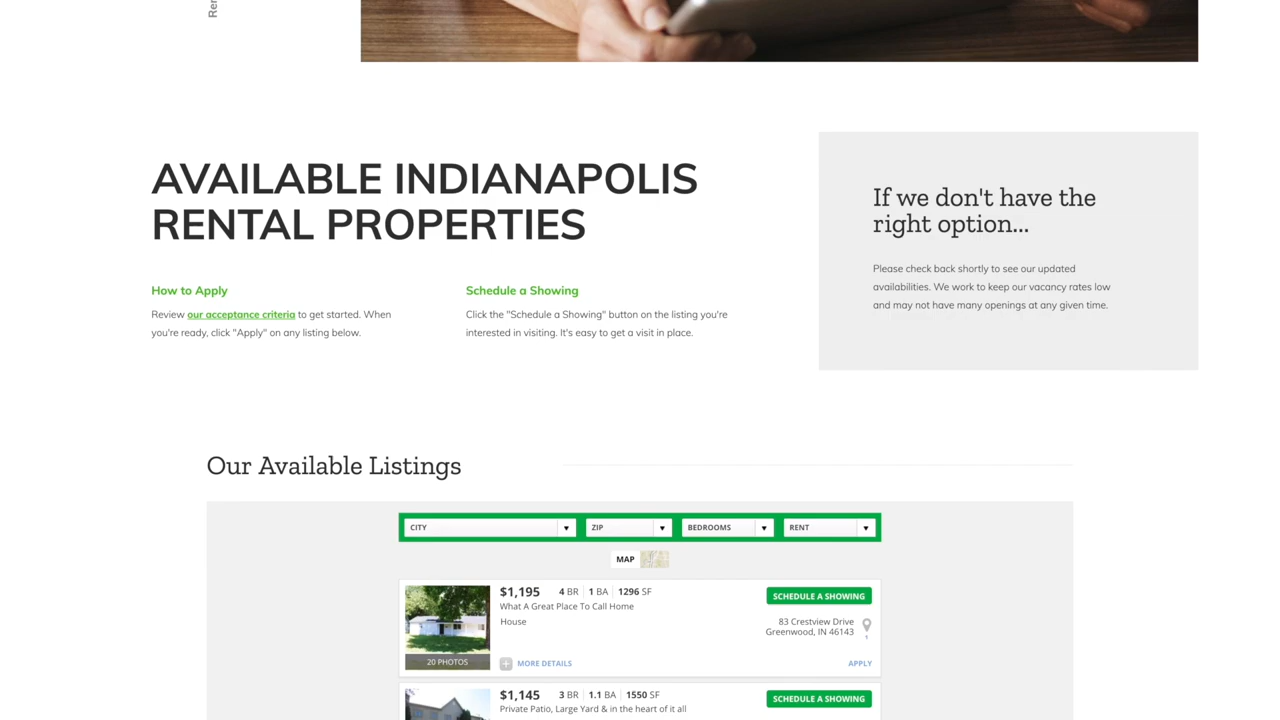 Ren
AVAILABLE INDIANAPOLIS
RENTAL PROPERTIES
How to Apply
Review our acceptance criteria to get started. When
you're ready, click "Apply" on any listing below.
Schedule a Showing
Click the "Schedule a Showing" button on the listing you're
interested in visiting. It's easy to get a visit in place.
If we don't have the
right option...
Please check back shortly to see our updated
availabilities. We work to keep our vacancy rates low
and may not have many openings at any given time.
Our Available Listings
CITY ZIP BEDROOMS RENT
MAP
$1,195 4 BR 1 BA 1296 SF
What A Great Place To Call Home
House
20 PHOTOS
MORE DETAILS
SCHEDULE A SHOWING
83 Crestview Drive
Greenwood, IN 46143
APPLY
$1,145 3 BR 1.1 BA 1550 SF
Private Patio, Large Yard & in the heart of it all
SCHEDULE A SHOWING